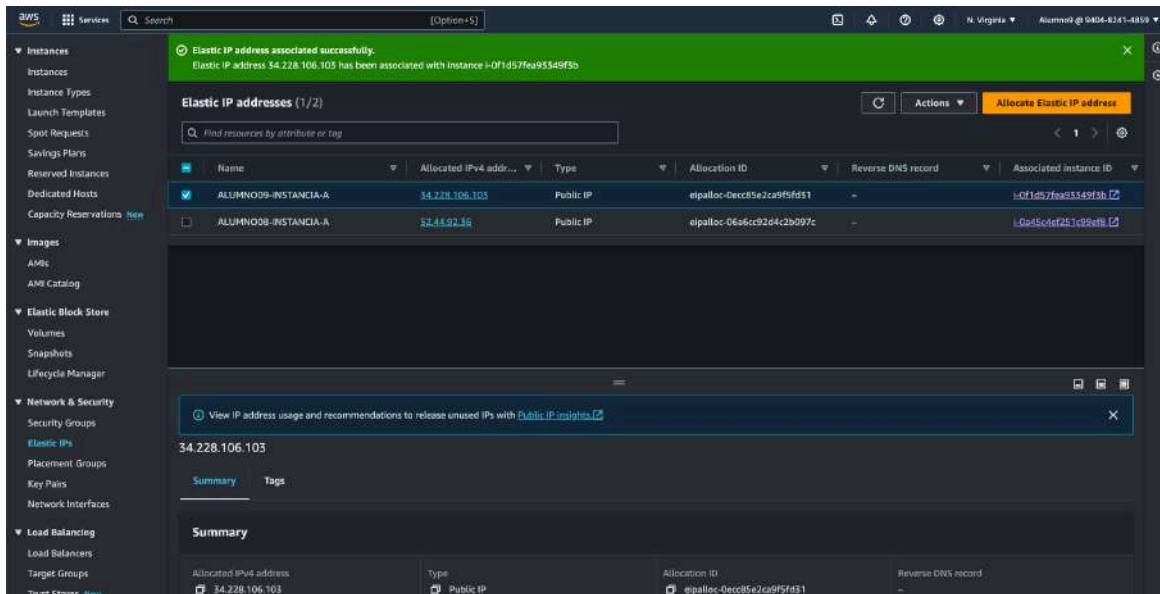 aws
Services
Search
[Option+S]
N. Virginia
Alumno9 @ 9404-8241-4859
Instances
Instances
Instance Types
Launch Templates
Spot Requests
Savings Plans
Reserved Instances
Dedicated Hosts
Capacity Reservations New
Images
AMIs
AMI Catalog
Elastic Block Store
Volumes
Snapshots
Lifecycle Manager
Network & Security
Security Groups
Elastic IPs
Placement Groups
Key Pairs
Network Interfaces
Load Balancing
Load Balancers
Target Groups
Trust Stores New
Elastic IP address associated successfully.
Elastic IP address 34.228.106.103 has been associated with instance i-0f1d57fea93349f3b
Elastic IP addresses (1/2)
Actions
Allocate Elastic IP address
Find resources by attribute or tag
1
Name
Allocated IPv4 addr...
Type
Allocation ID
Reverse DNS record
Associated instance ID
ALUMNO09-INSTANCIA-A
34.228.106.103
Public IP
eipalloc-0ecc85e2ca9f5fd31
–
i-0f1d57fea93349f3b
ALUMNO08-INSTANCIA-A
52.44.92.36
Public IP
eipalloc-06a6cc92d4c2b097c
–
i-0a45c4ef251c99ef8
View IP address usage and recommendations to release unused IPs with Public IP insights.
34.228.106.103
Summary
Tags
Summary
Allocated IPv4 address
34.228.106.103
Type
Public IP
Allocation ID
eipalloc-0ecc85e2ca9f5fd31
Reverse DNS record
–